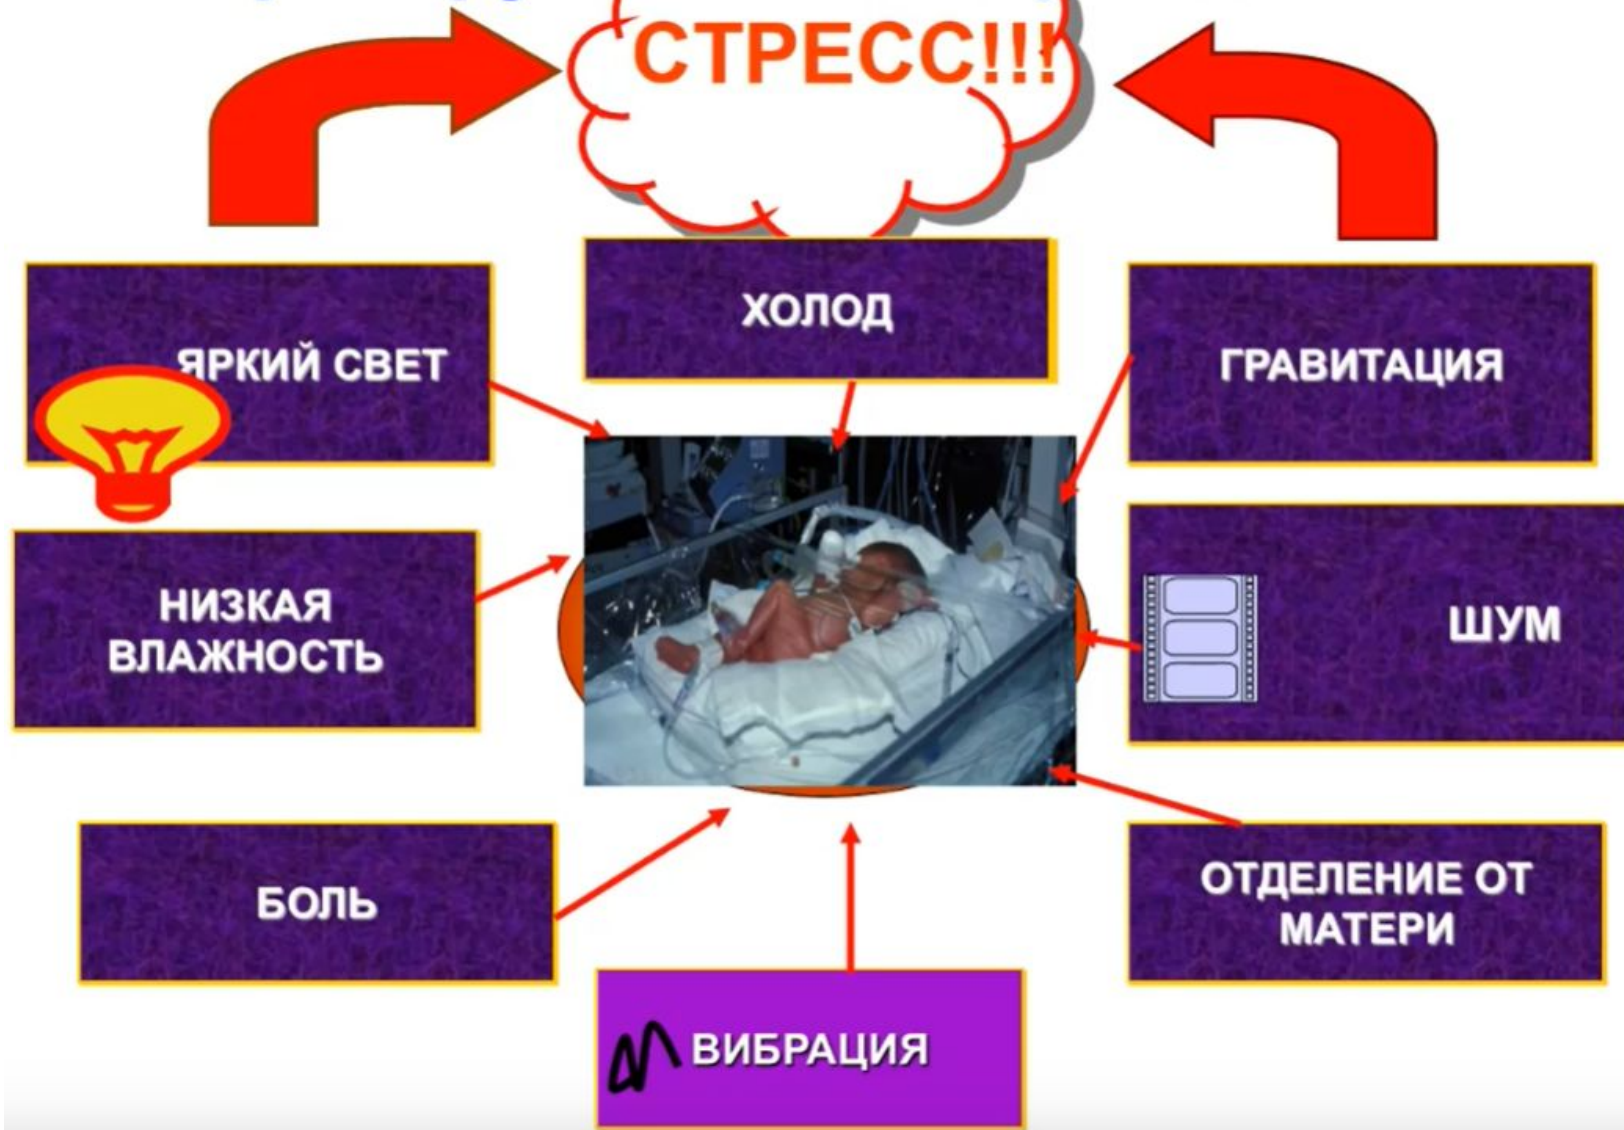 СТРЕСС!!!
ХОЛОД
ЯРКИЙ СВЕТ
ГРАВИТАЦИЯ
НИЗКАЯ
ВЛАЖНОСТЬ
ШУМ
БОЛЬ
ОТДЕЛЕНИЕ ОТ
МАТЕРИ
ВИБРАЦИЯ